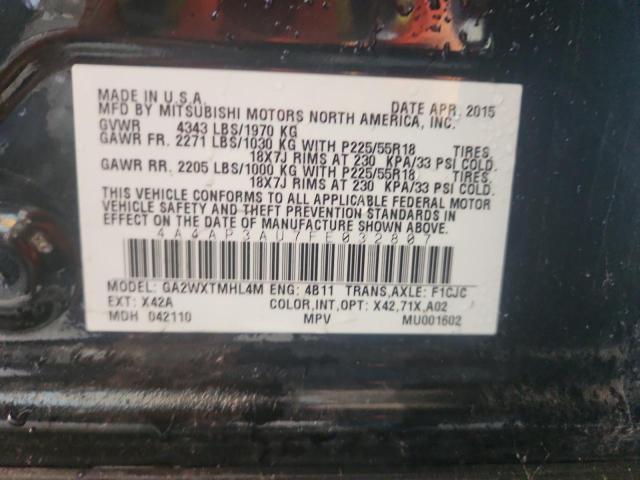 MADE IN U.S.A. DATE APR, 2015
MFD BY MITSUBISHI MOTORS NORTH AMERICA, INC.
GVWR 4343 LBS/1970 KG
GAWR FR. 2271 LBS/1030 KG WITH P225/55R18 TIRES,
18X7J RIMS AT 230 KPA/33 PSI COLD.
GAWR RR. 2205 LBS/1000 KG WITH P225/55R18 TIRES,
18X7J RIMS AT 230 KPA/33 PSI COLD.
THIS VEHICLE CONFORMS TO ALL APPLICABLE FEDERAL MOTOR
VEHICLE SAFETY AND THEFT PREVENTION STANDARDS IN
EFFECT ON THE DATE OF MANUFACTURE SHOWN ABOVE.
4A4AP3AU7FE032807
MODEL: GA2WXTMHL4M ENG: 4B11 TRANS,AXLE: F1CJC
EXT: X42A COLOR,INT,OPT: X42,71X,A02
MDH 042110 MPV MU001602